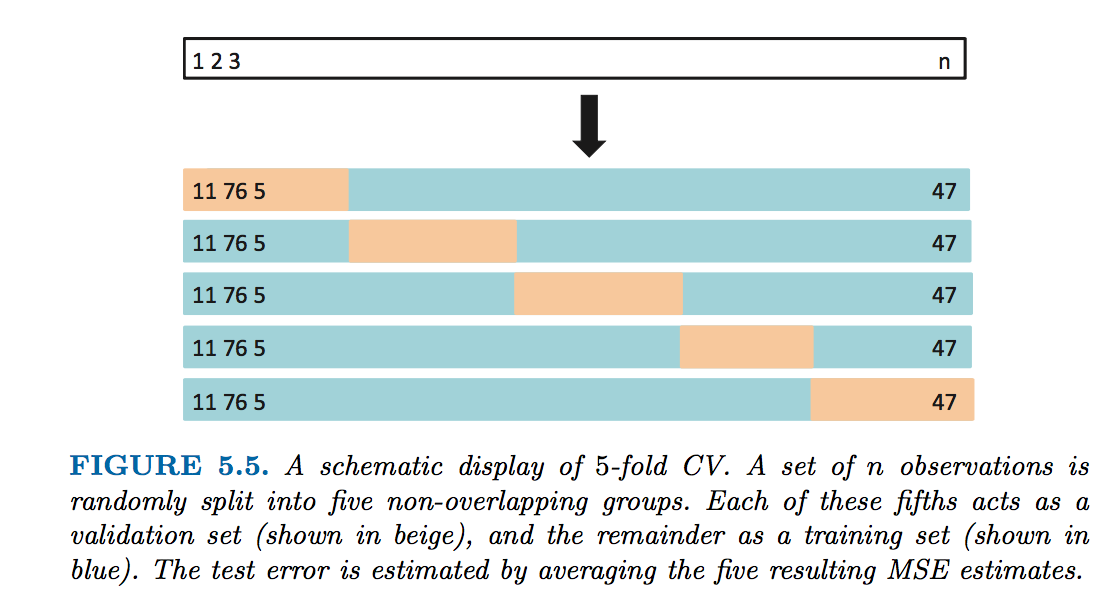 1 2 3 n
11 76 5 47
11 76 5 47
11 76 5 47
11 76 5 47
11 76 5 47
FIGURE 5.5. A schematic display of 5-fold CV. A set of n observations is
randomly split into five non-overlapping groups. Each of these fifths acts as a
validation set (shown in beige), and the remainder as a training set (shown in
blue). The test error is estimated by averaging the five resulting MSE estimates.